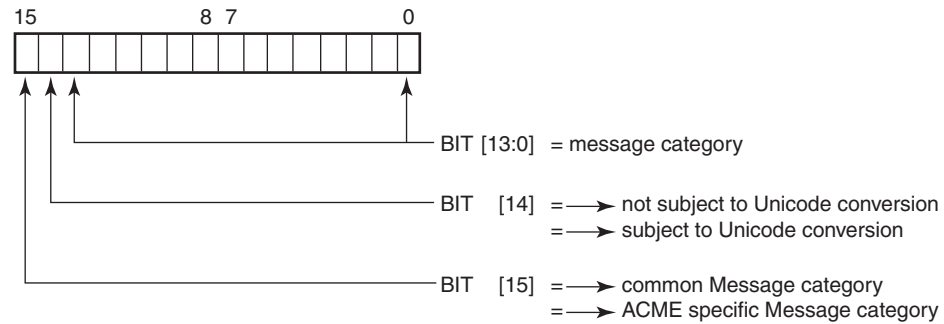 15 8 7 0
BIT [13:0] = message category
BIT [14] = not subject to Unicode conversion
= subject to Unicode conversion
BIT [15] = common Message category
= ACME specific Message category